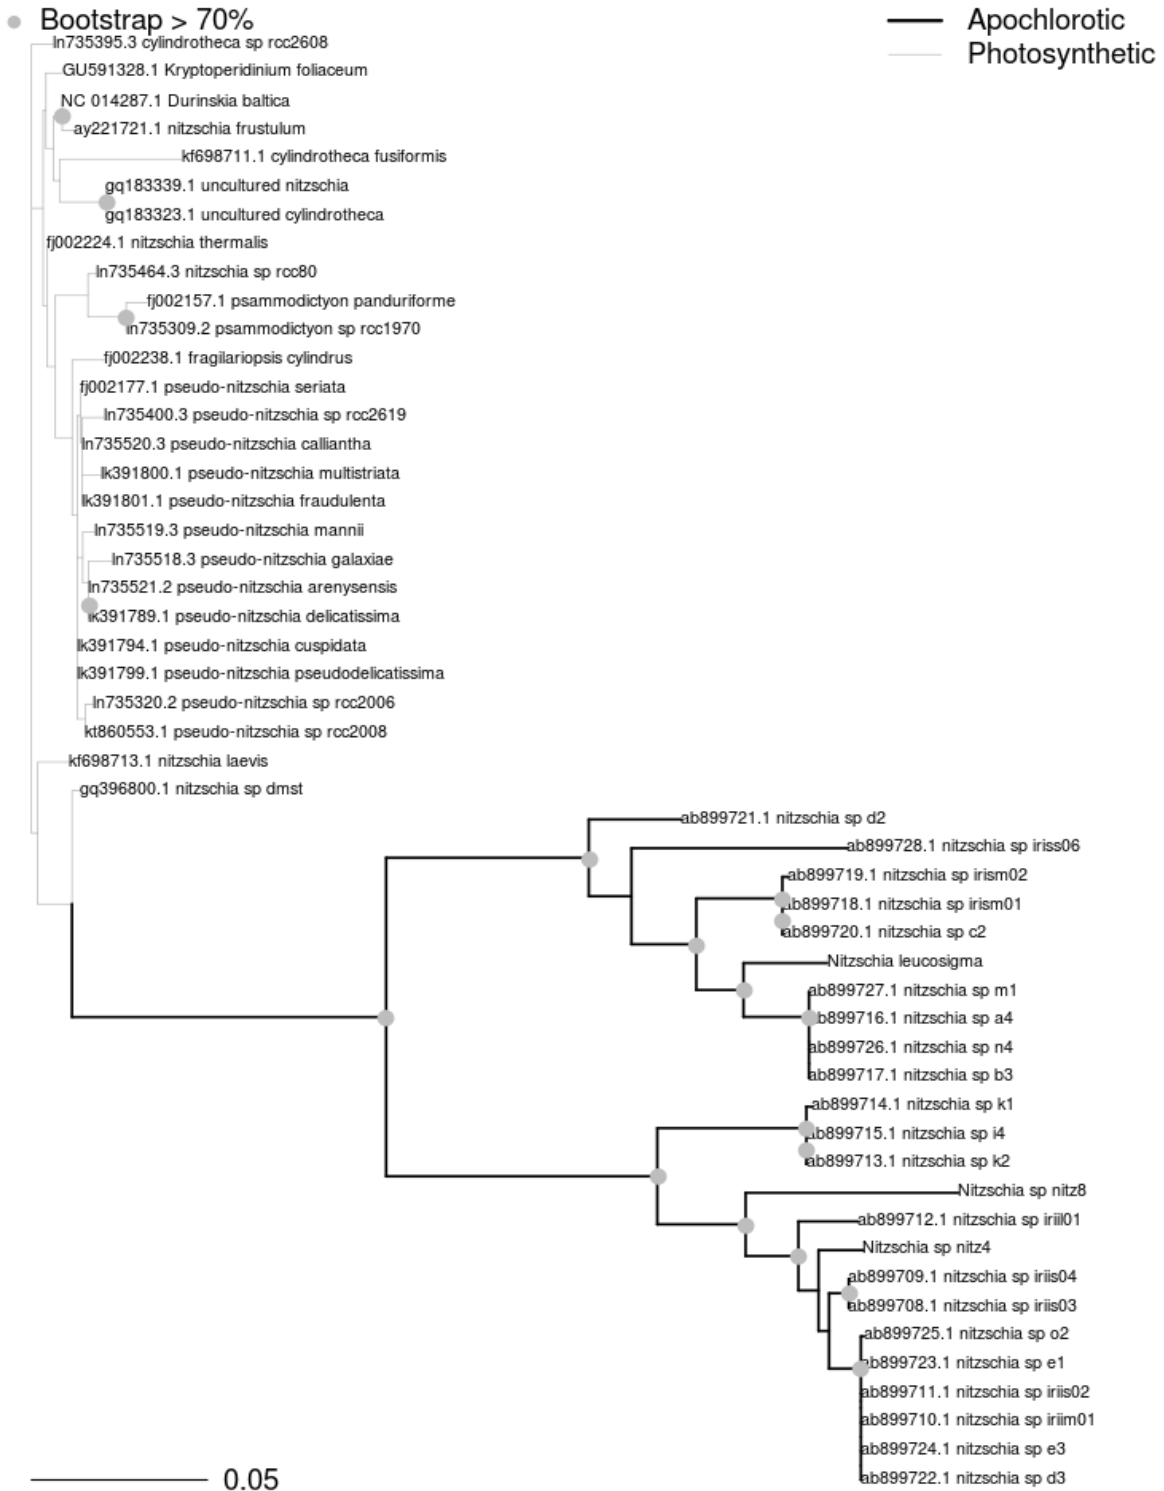 Bootstrap > 70%
Apochlorotic
Photosynthetic
ln735395.3 cylindrotheca sp rcc2608
GU591328.1 Kryptoperidinium foliaceum
NC 014287.1 Durinskia baltica
ay221721.1 nitzschia frustulum
kf698711.1 cylindrotheca fusiformis
gq183339.1 uncultured nitzschia
gq183323.1 uncultured cylindrotheca
fj002224.1 nitzschia thermalis
ln735464.3 nitzschia sp rcc80
fj002157.1 psammodictyon panduriforme
ln735309.2 psammodictyon sp rcc1970
fj002238.1 fragilariopsis cylindrus
fj002177.1 pseudo-nitzschia seriata
ln735400.3 pseudo-nitzschia sp rcc2619
ln735520.3 pseudo-nitzschia calliantha
lk391800.1 pseudo-nitzschia multistriata
lk391801.1 pseudo-nitzschia fraudulenta
ln735519.3 pseudo-nitzschia mannii
ln735518.3 pseudo-nitzschia galaxiae
ln735521.2 pseudo-nitzschia arenysensis
lk391789.1 pseudo-nitzschia delicatissima
lk391794.1 pseudo-nitzschia cuspidata
lk391799.1 pseudo-nitzschia pseudodelicatissima
ln735320.2 pseudo-nitzschia sp rcc2006
kt860553.1 pseudo-nitzschia sp rcc2008
kf698713.1 nitzschia laevis
gq396800.1 nitzschia sp dmst
ab899721.1 nitzschia sp d2
ab899728.1 nitzschia sp iriss06
ab899719.1 nitzschia sp irism02
ab899718.1 nitzschia sp irism01
ab899720.1 nitzschia sp c2
Nitzschia leucosigma
ab899727.1 nitzschia sp m1
ab899716.1 nitzschia sp a4
ab899726.1 nitzschia sp n4
ab899717.1 nitzschia sp b3
ab899714.1 nitzschia sp k1
ab899715.1 nitzschia sp i4
ab899713.1 nitzschia sp k2
Nitzschia sp nitz8
ab899712.1 nitzschia sp iriil01
Nitzschia sp nitz4
ab899709.1 nitzschia sp iriis04
ab899708.1 nitzschia sp iriis03
ab899725.1 nitzschia sp o2
ab899723.1 nitzschia sp e1
ab899711.1 nitzschia sp iriis02
ab899710.1 nitzschia sp iriim01
ab899724.1 nitzschia sp e3
ab899722.1 nitzschia sp d3
0.05